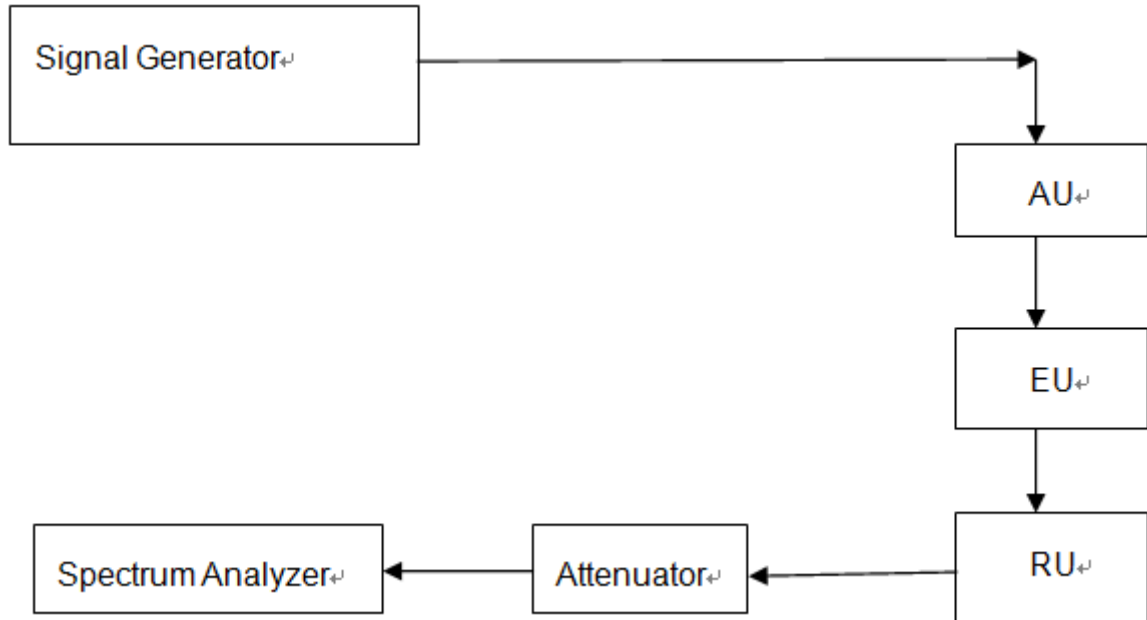 Signal Generator
AU
EU
RU
Attenuator
Spectrum Analyzer